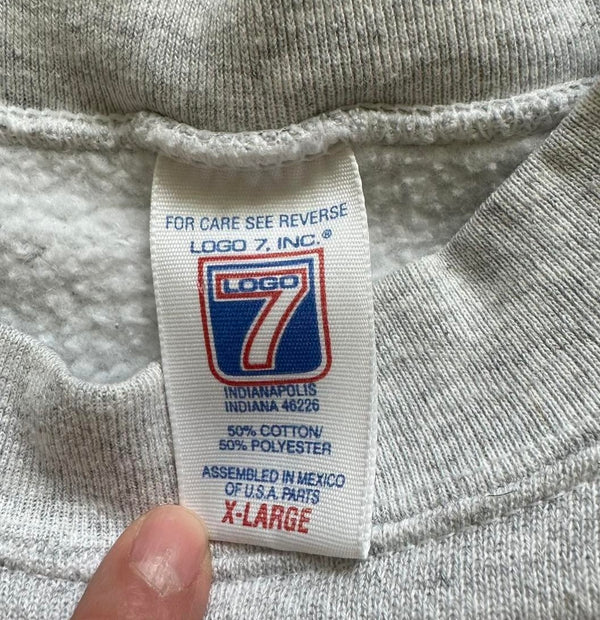 FOR CARE SEE REVERSE
LOGO 7, INC.®
LOGO
7
INDIANAPOLIS
INDIANA 46226
50% COTTON/
50% POLYESTER
ASSEMBLED IN MEXICO
OF U.S.A. PARTS
X-LARGE